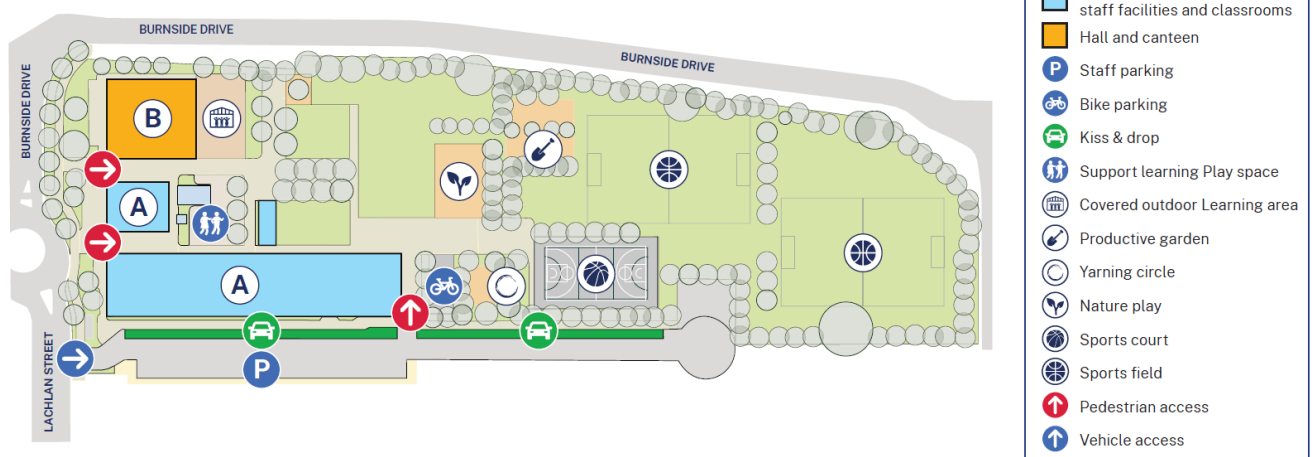 BURNSIDE DRIVE
BURNSIDE DRIVE
BURNSIDE DRIVE
B
A
A
P
LACHLAN STREET
staff facilities and classrooms
Hall and canteen
P Staff parking
Bike parking
Kiss & drop
Support learning Play space
Covered outdoor Learning area
Productive garden
Yarning circle
Nature play
Sports court
Sports field
Pedestrian access
Vehicle access